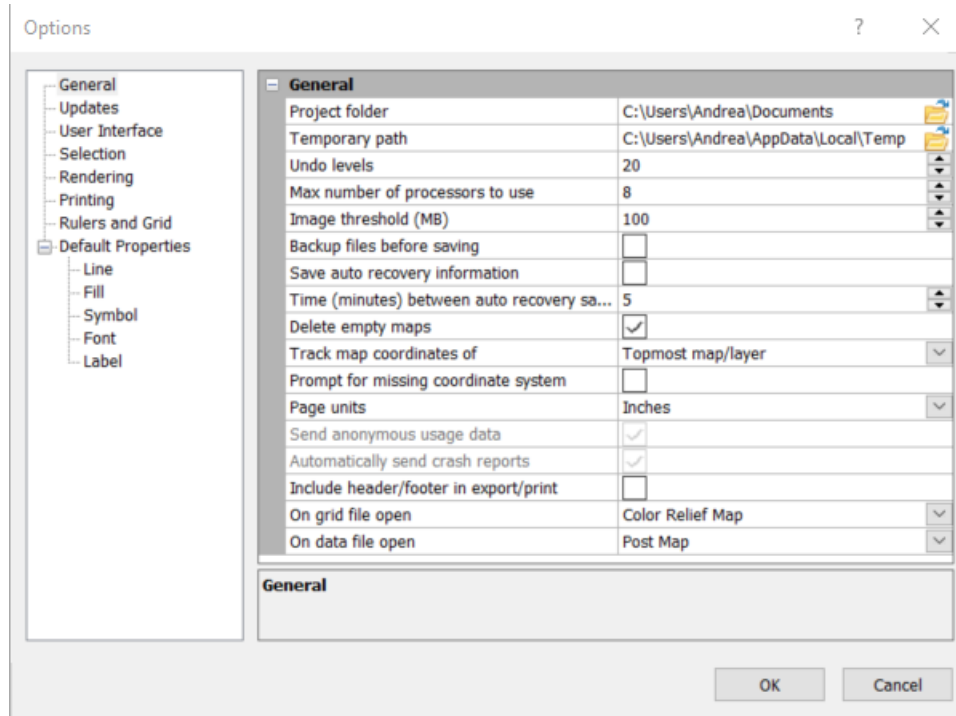 Options
General
Updates
User Interface
Selection
Rendering
Printing
Rulers and Grid
Default Properties
Line
Fill
Symbol
Font
Label
General
Project folder C:\Users\Andrea\Documents
Temporary path C:\Users\Andrea\AppData\Local\Temp
Undo levels 20
Max number of processors to use 8
Image threshold (MB) 100
Backup files before saving
Save auto recovery information
Time (minutes) between auto recovery sa... 5
Delete empty maps
Track map coordinates of Topmost map/layer
Prompt for missing coordinate system
Page units Inches
Send anonymous usage data
Automatically send crash reports
Include header/footer in export/print
On grid file open Color Relief Map
On data file open Post Map
General
OK Cancel